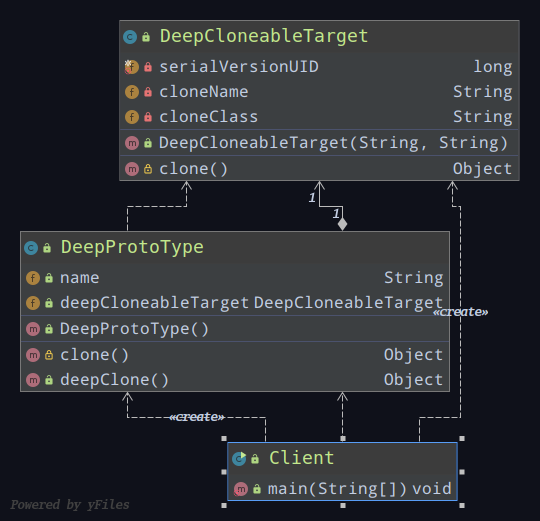 DeepCloneableTarget
serialVersionUID long
cloneName String
cloneClass String
DeepCloneableTarget(String, String)
clone() Object
1
1
DeepProtoType
name String
deepCloneableTarget DeepCloneableTarget
«create»
DeepProtoType()
clone() Object
deepClone() Object
«create»
Client
main(String[]) void
Powered by yFiles